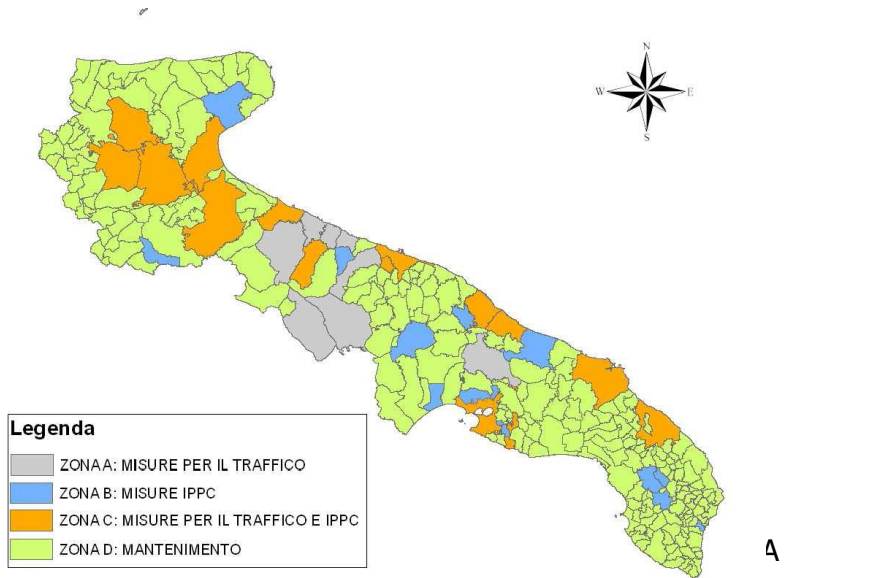 N
W E
S
Legenda
ZONA A: MISURE PER IL TRAFFICO
ZONA B: MISURE IPPC
ZONA C: MISURE PER IL TRAFFICO E IPPC
ZONA D: MANTENIMENTO
A